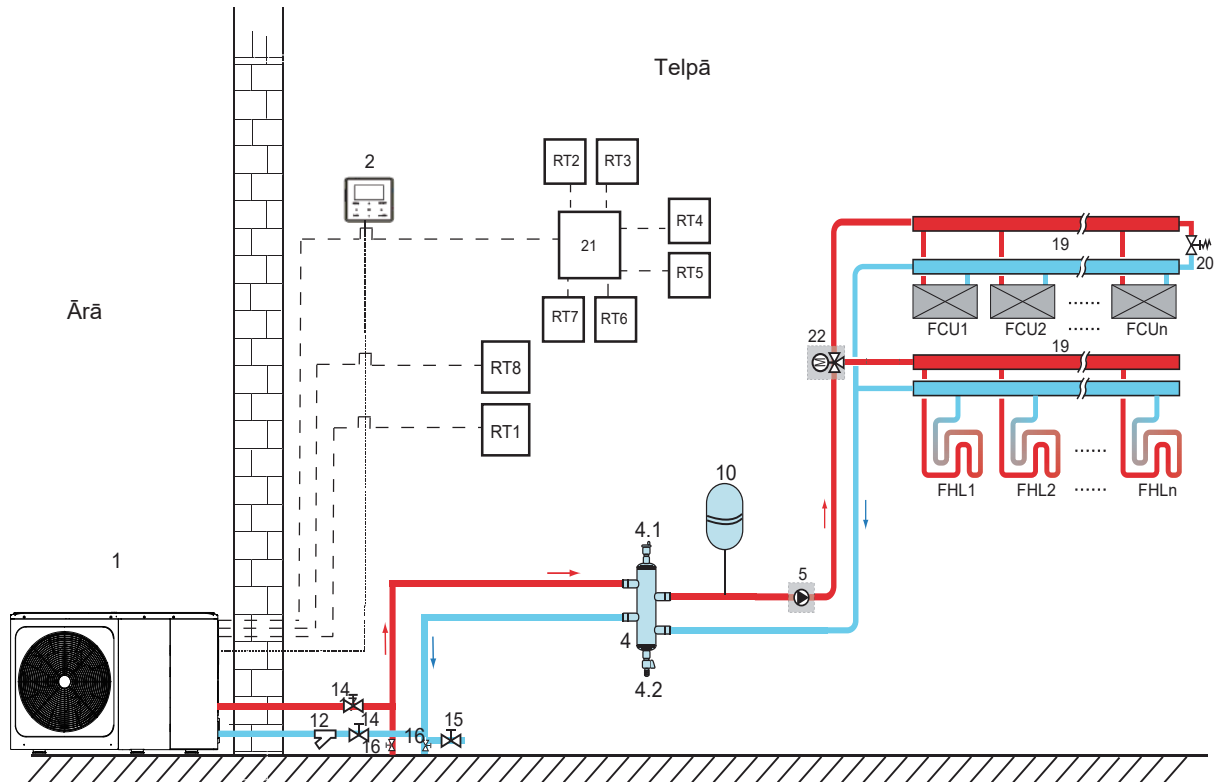 Telpā
Ārā
2
RT2
RT3
RT4
21
RT5
RT7
RT6
RT8
RT1
19
20
FCU1
FCU2
......
......
FCUn
22
19
......
FHL1
FHL2
......
FHLn
10
4.1
5
4
4.2
1
14
14
12
15
16
16